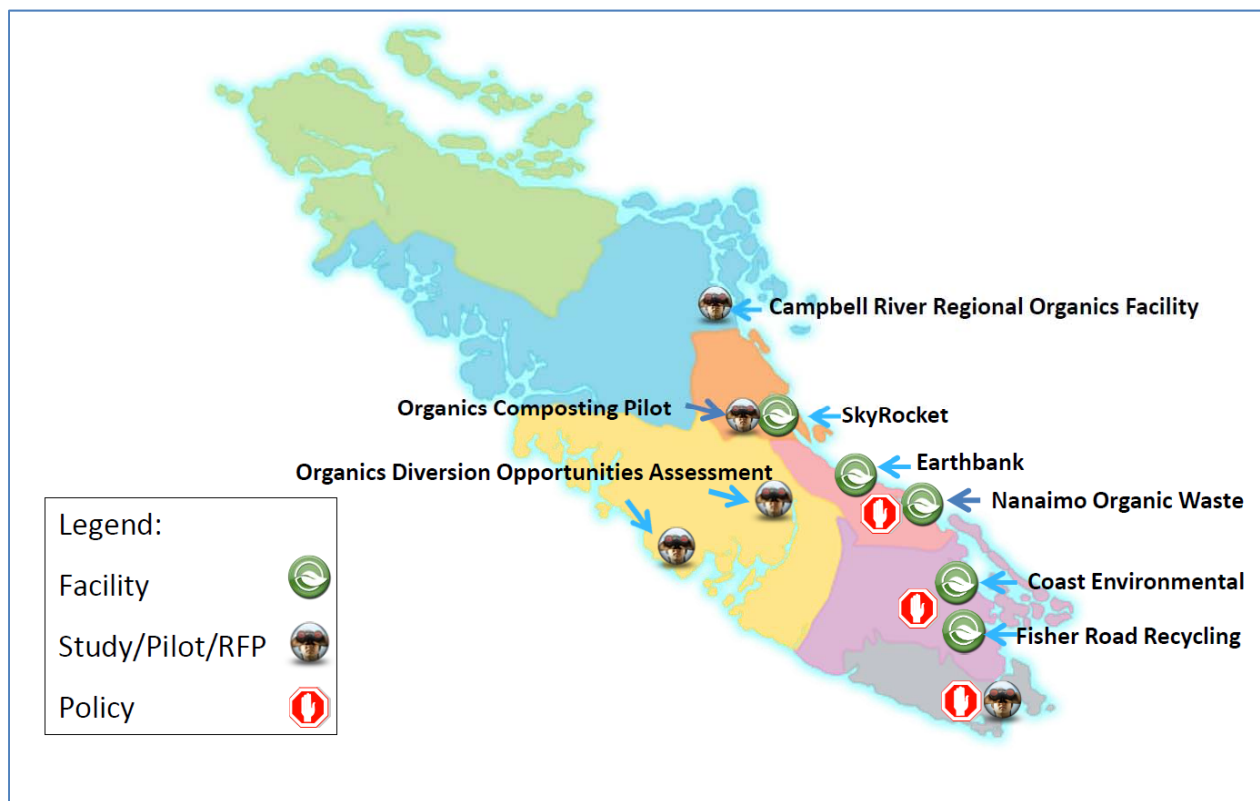 Campbell River Regional Organics Facility
Organics Composting Pilot
SkyRocket
Earthbank
Organics Diversion Opportunities Assessment
Nanaimo Organic Waste
Legend:
Facility
Study/Pilot/RFP
Policy
Coast Environmental
Fisher Road Recycling